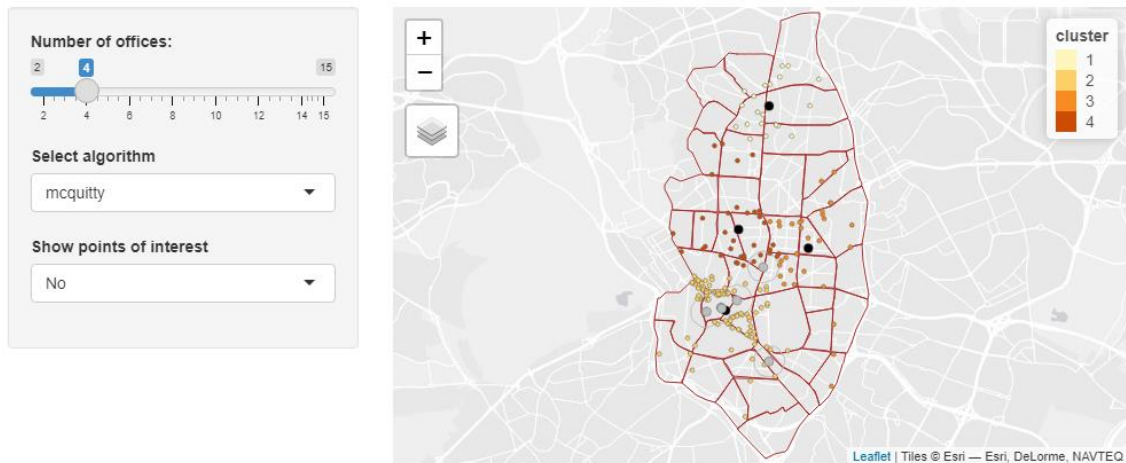 Number of offices:
2 4 15
2 4 6 8 10 12 14 15
Select algorithm
mcquitty
Show points of interest
No
+
−
cluster
1
2
3
4
Leaflet | Tiles © Esri — Esri, DeLorme, NAVTEQ